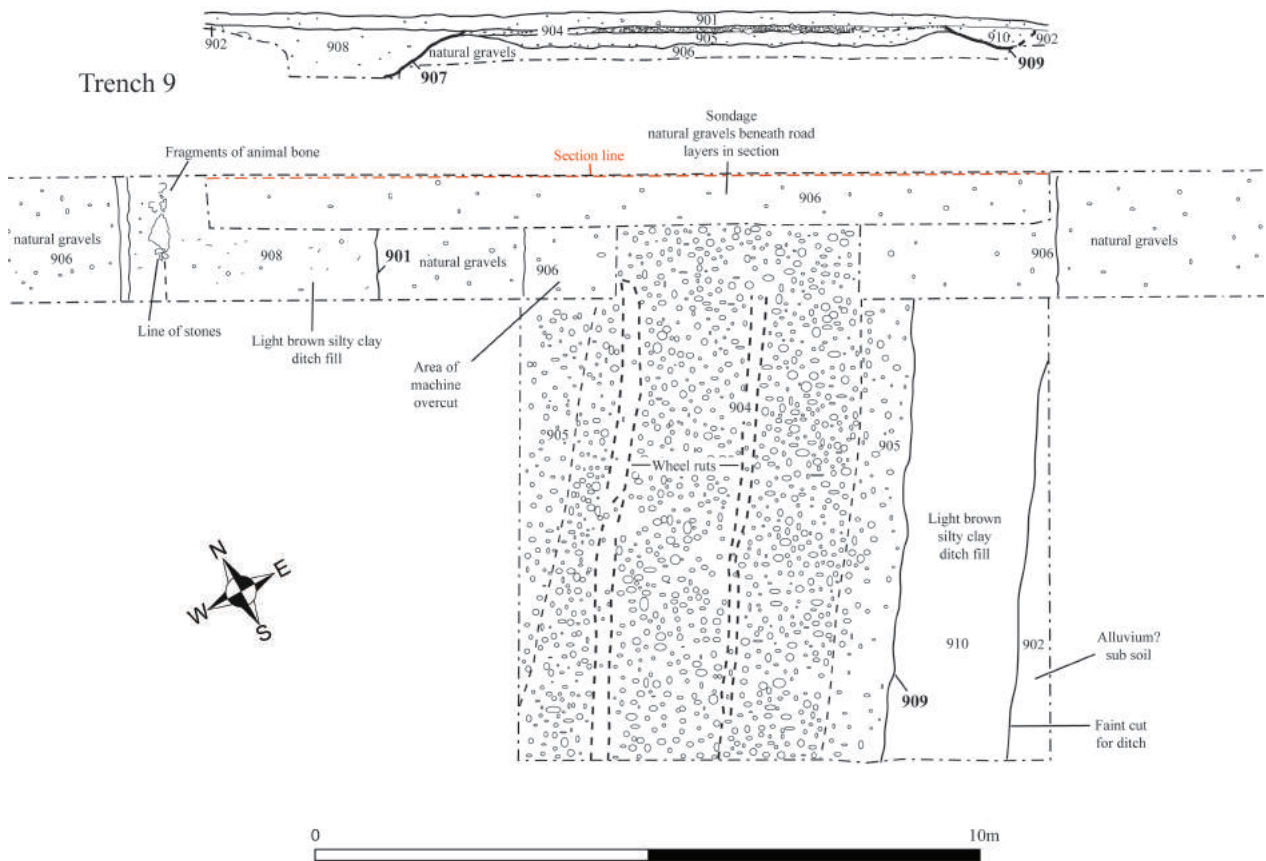 901
902
908
904
905
906
natural gravels
910
902
907
909
Trench 9
Sondage
natural gravels beneath road
layers in section
Fragments of animal bone
Section line
906
natural gravels
906
908
901
natural gravels
906
906
natural gravels
Line of stones
Light brown silty clay
ditch fill
Area of
machine
overcut
905
904
905
Wheel ruts
Light brown
silty clay
ditch fill
N
E
W
S
910
902
Alluvium?
sub soil
909
Faint cut
for ditch
0
10m